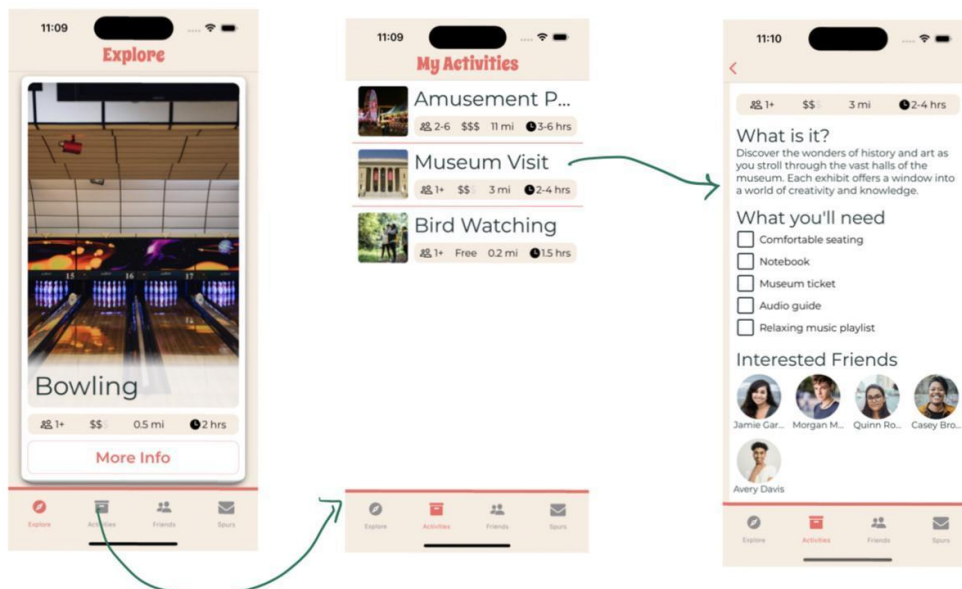 11:09
Explore
15 16 17
Bowling
1+ $$$ 0.5 mi 2 hrs
More Info
Explore Activities Friends Spurs
11:09
My Activities
Amusement P...
2-6 $$$ 11 mi 3-6 hrs
Museum Visit
1+ $$$ 3 mi 2-4 hrs
Bird Watching
1+ Free 0.2 mi 1.5 hrs
Explore Activities Friends Spurs
11:10
1+ $$$ 3 mi 2-4 hrs
What is it?
Discover the wonders of history and art as
you stroll through the vast halls of the
museum. Each exhibit offers a window into
a world of creativity and knowledge.
What you'll need
Comfortable seating
Notebook
Museum ticket
Audio guide
Relaxing music playlist
Interested Friends
Jamie Gar... Morgan M... Quinn Ro... Casey Bro...
Avery Davis
Explore Activities Friends Spurs